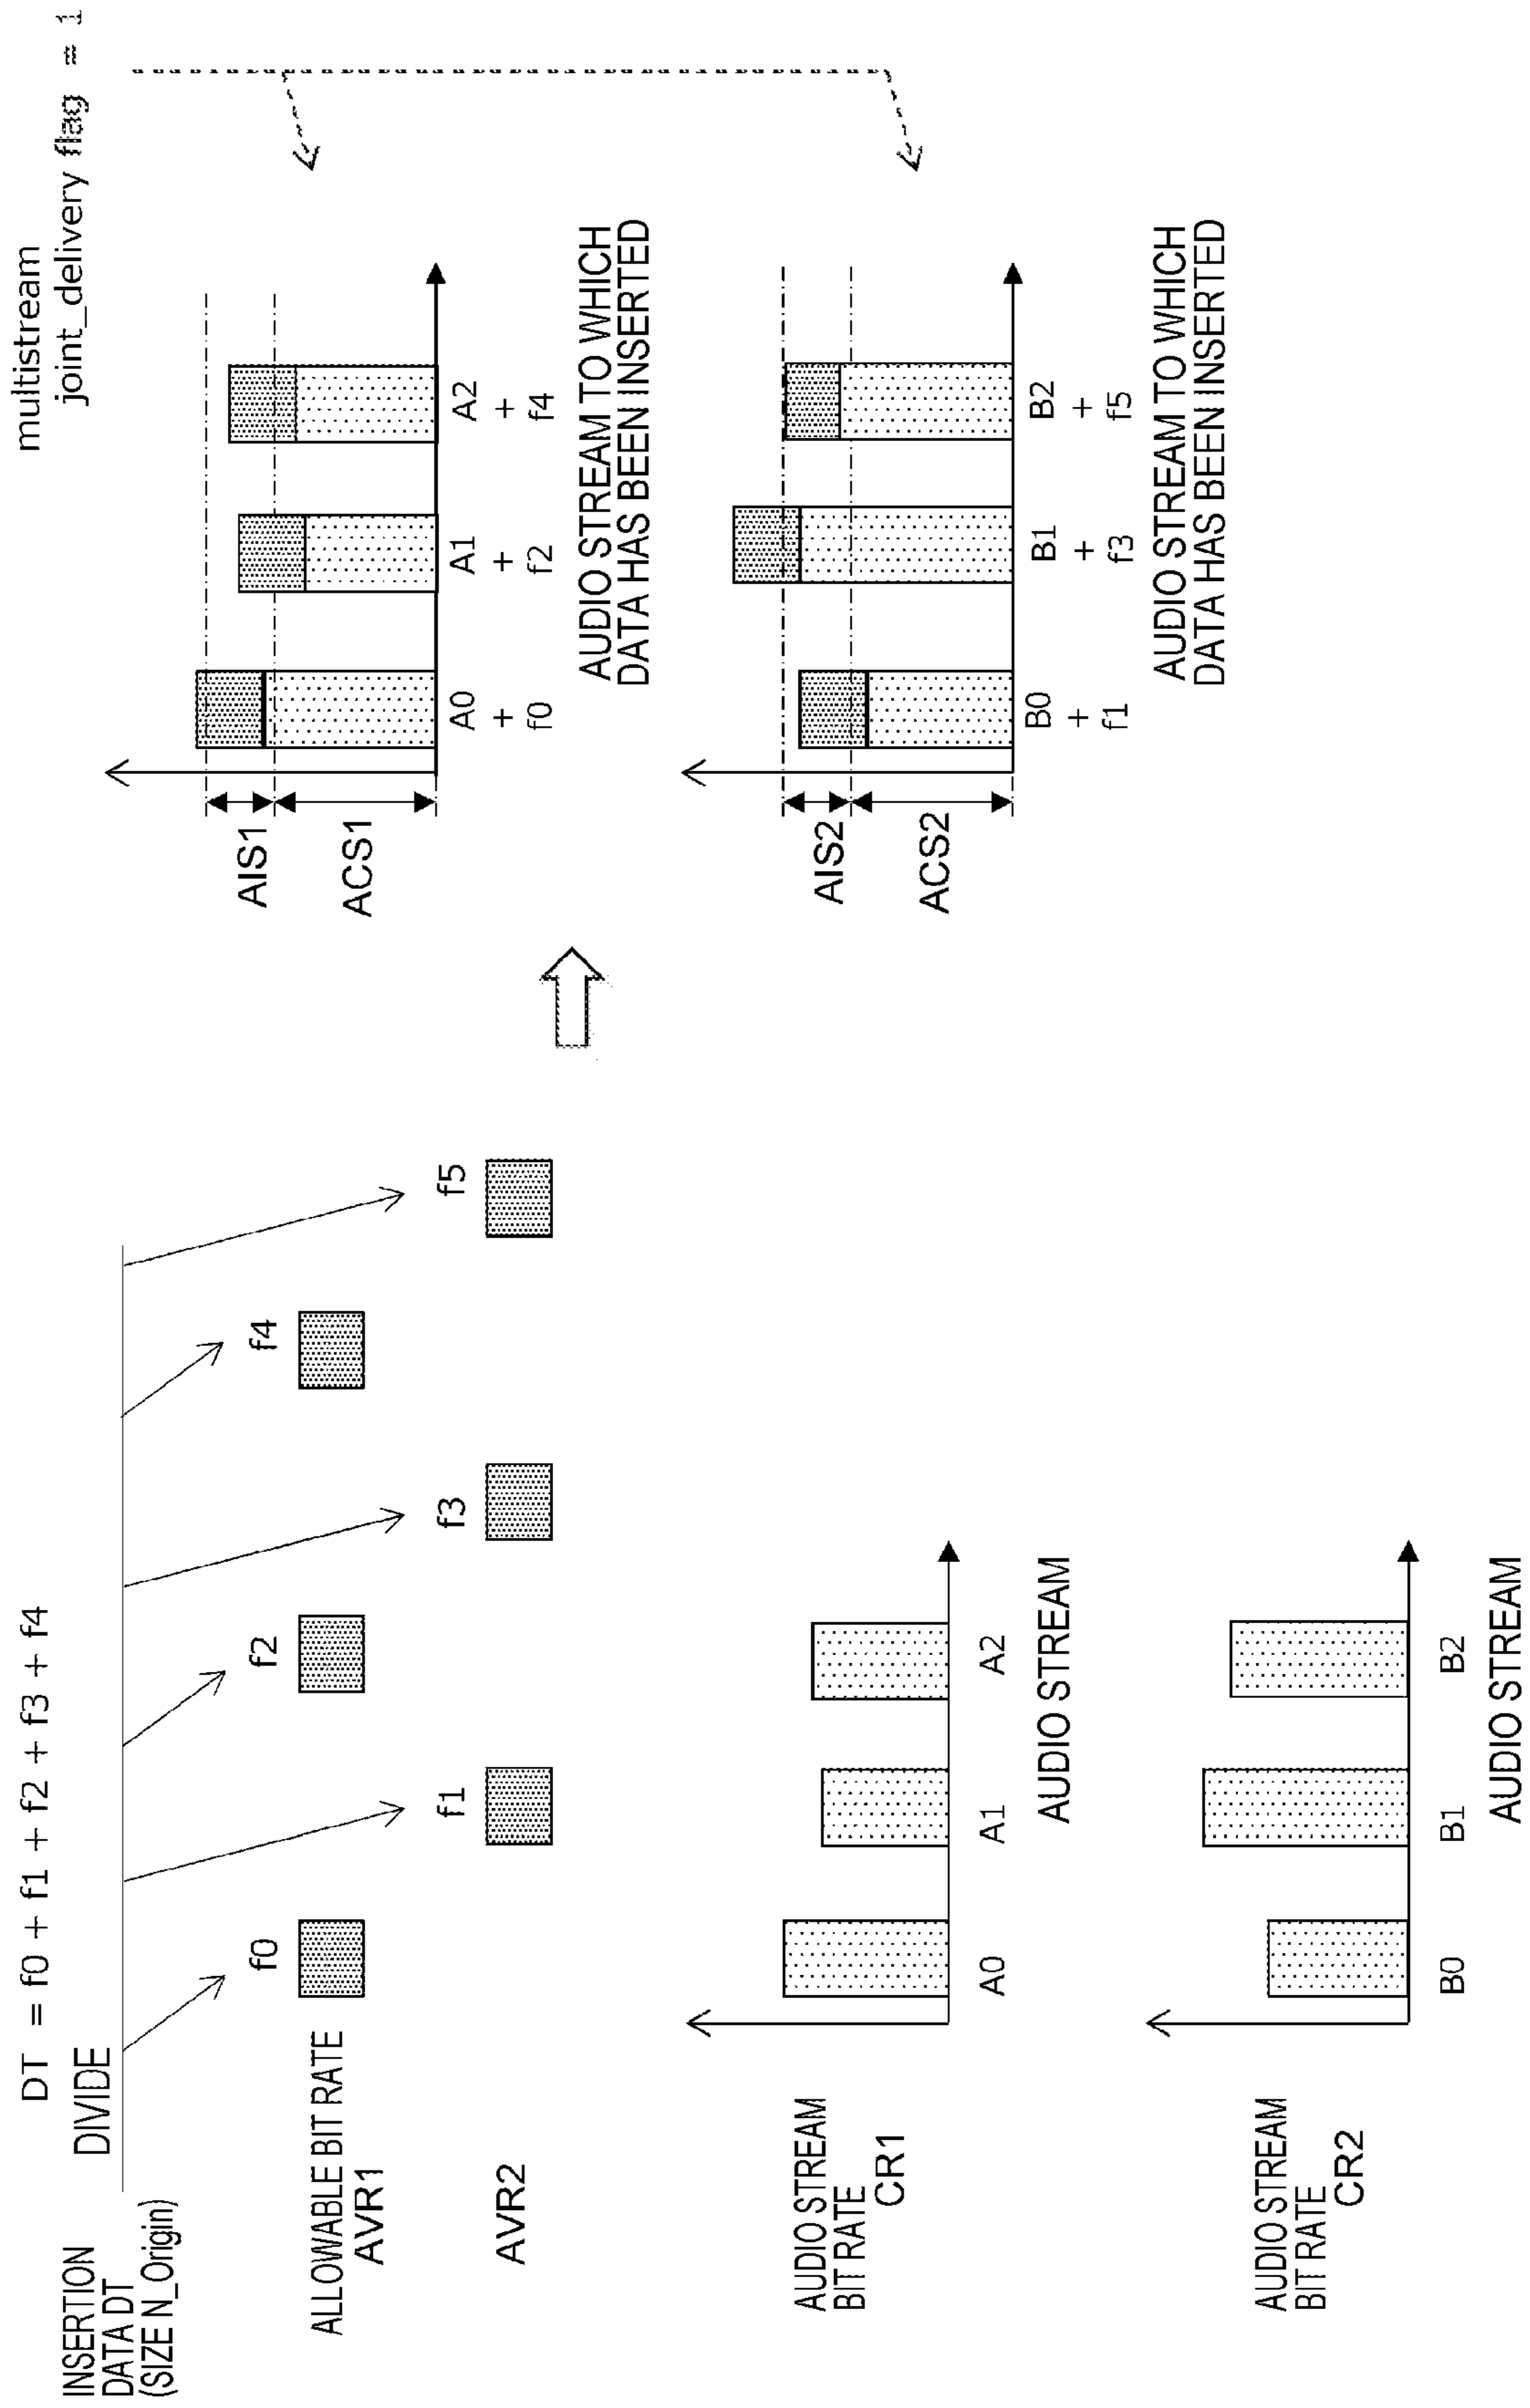 DT = f0 + f1 + f2 + f3 + f4
INSERTION
DATA DT
(SIZE N_Origin)
DIVIDE
f0
f2
f4
ALLOWABLE BIT RATE
AVR1
f1
f3
f5
AVR2
AUDIO STREAM
BIT RATE
CR1
A0
A1
A2
AUDIO STREAM
AUDIO STREAM
BIT RATE
CR2
B0
B1
B2
AUDIO STREAM
multistream
joint_delivery flag = 1
AIS1
ACS1
A0
+
f0
A1
+
f2
A2
+
f4
AUDIO STREAM TO WHICH
DATA HAS BEEN INSERTED
AIS2
ACS2
B0
+
f1
B1
+
f3
B2
+
f5
AUDIO STREAM TO WHICH
DATA HAS BEEN INSERTED